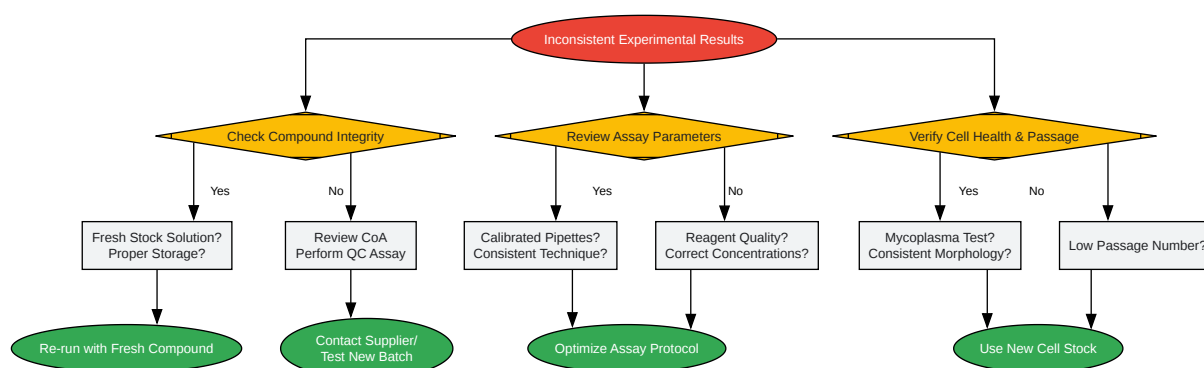 Inconsistent Experimental Results
Check Compound Integrity
Review Assay Parameters
Verify Cell Health & Passage
Yes
No
Yes
No
Yes
No
Fresh Stock Solution?
Proper Storage?
Review CoA
Perform QC Assay
Calibrated Pipettes?
Consistent Technique?
Reagent Quality?
Correct Concentrations?
Mycoplasma Test?
Consistent Morphology?
Low Passage Number?
Re-run with Fresh Compound
Contact Supplier/
Test New Batch
Optimize Assay Protocol
Use New Cell Stock